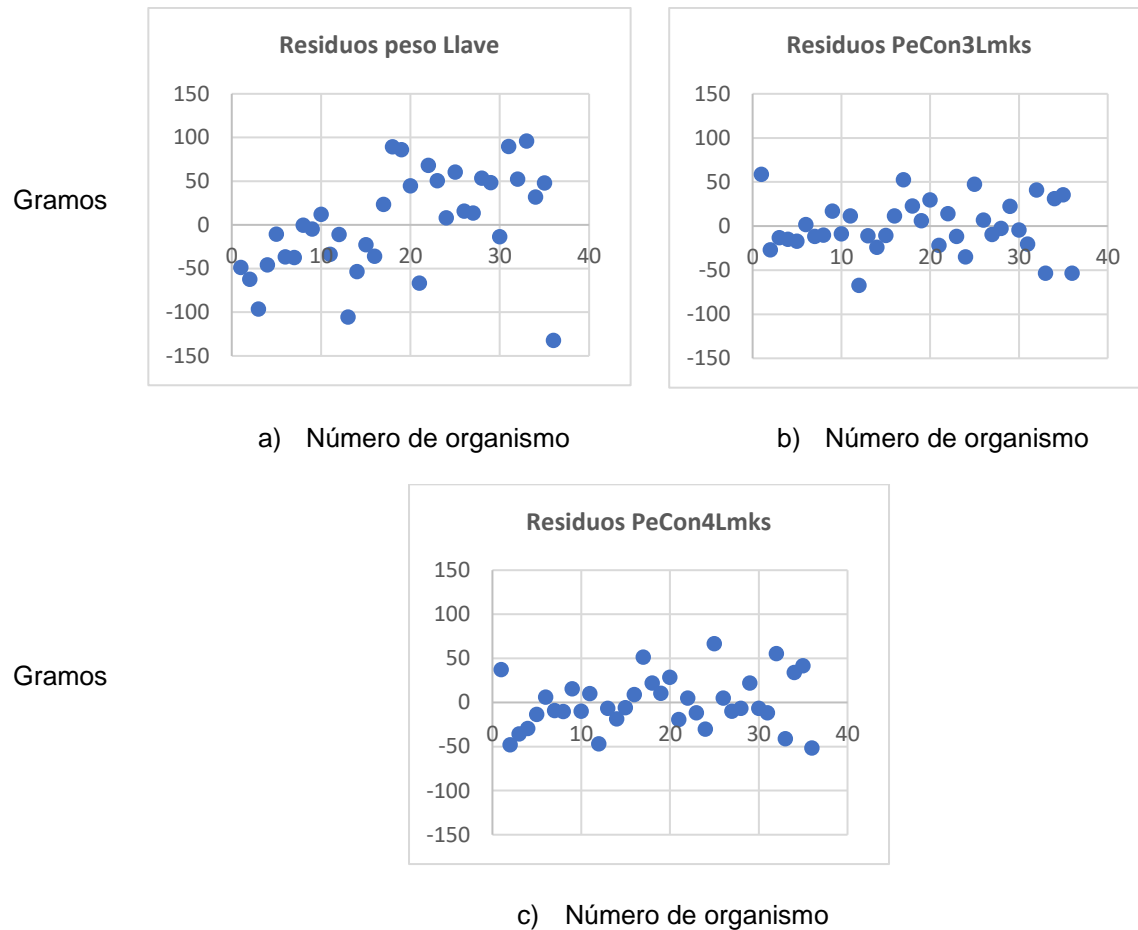 Residuos peso Llave
150
100
50
0
-50
-100
-150
0 10 20 30 40
Gramos
a) Número de organismo
Residuos PeCon3Lmks
150
100
50
0
-50
-100
-150
0 10 20 30 40
b) Número de organismo
Residuos PeCon4Lmks
150
100
50
0
-50
-100
-150
0 10 20 30 40
Gramos
c) Número de organismo